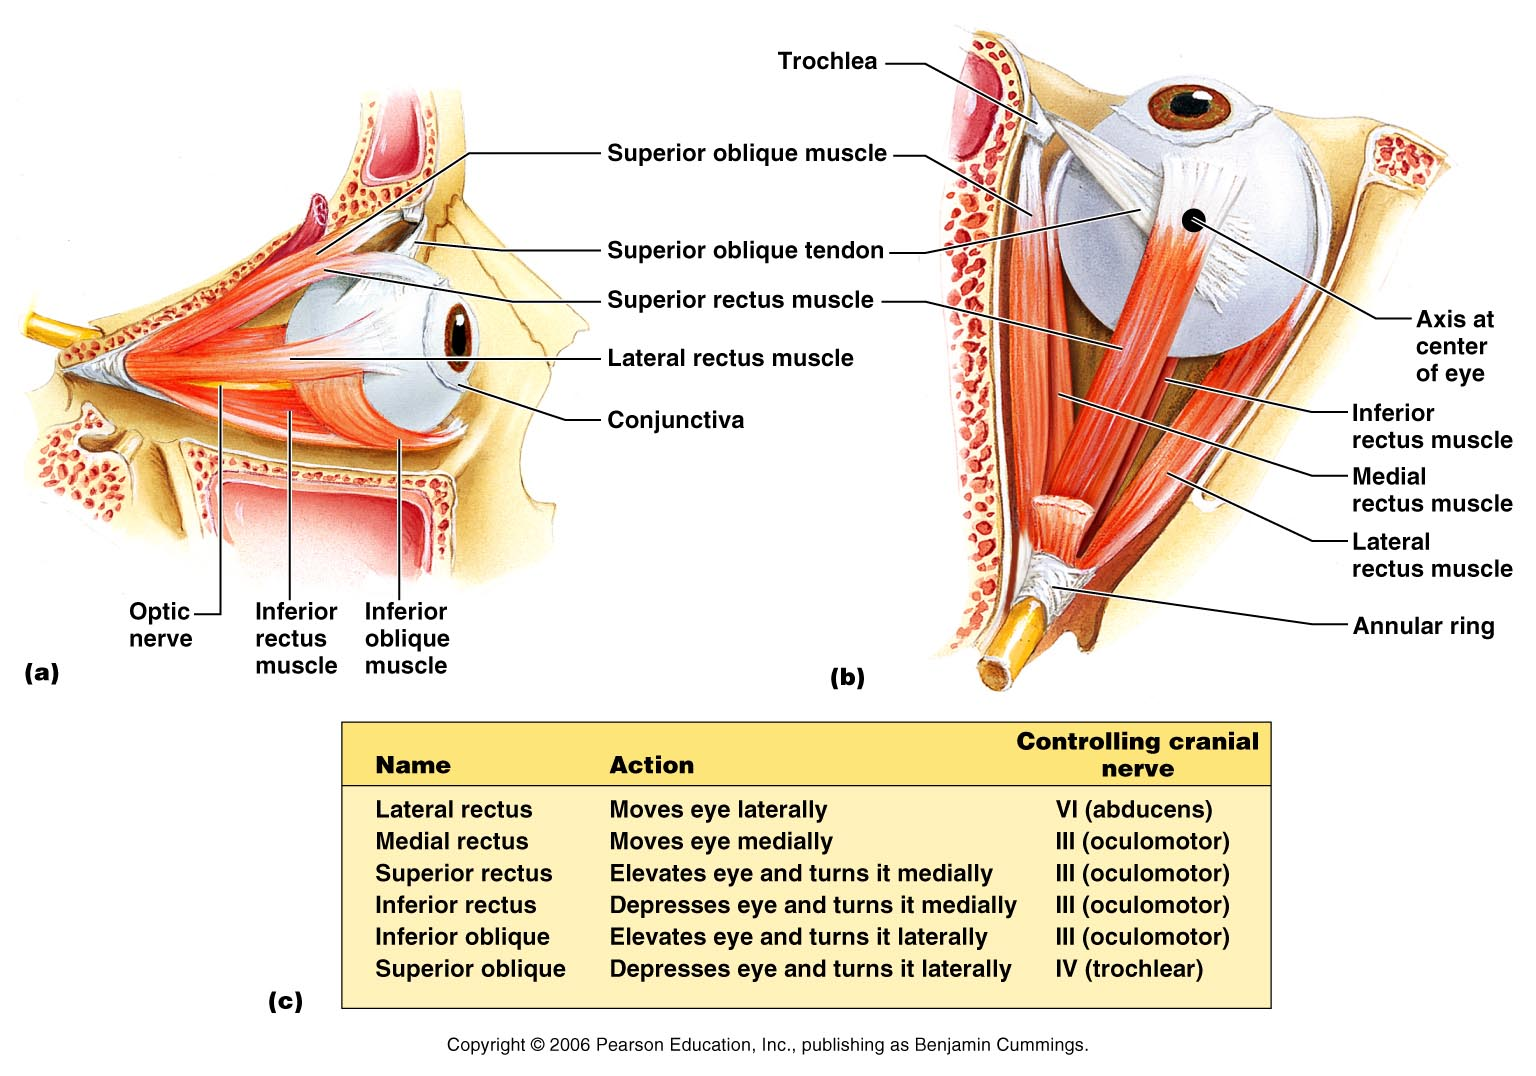 Trochlea
Superior oblique muscle
Superior oblique tendon
Superior rectus muscle
Lateral rectus muscle
Conjunctiva
Optic
nerve
Inferior
rectus
muscle
Inferior
oblique
muscle
(a)
Axis at
center
of eye
Inferior
rectus muscle
Medial
rectus muscle
Lateral
rectus muscle
Annular ring
(b)
Name Action Controlling cranial
nerve
Lateral rectus Moves eye laterally VI (abducens)
Medial rectus Moves eye medially III (oculomotor)
Superior rectus Elevates eye and turns it medially III (oculomotor)
Inferior rectus Depresses eye and turns it medially III (oculomotor)
Inferior oblique Elevates eye and turns it laterally III (oculomotor)
Superior oblique Depresses eye and turns it laterally IV (trochlear)
(c)
Copyright © 2006 Pearson Education, Inc., publishing as Benjamin Cummings.